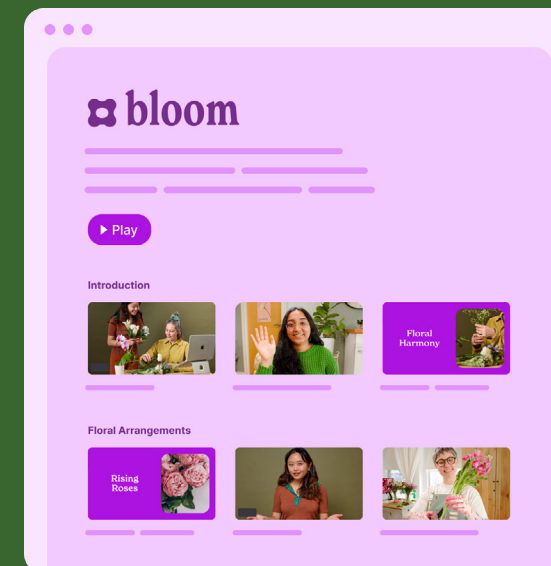 bloom
Play
Introduction
Floral
Harmony
Floral Arrangements
Rising
Roses